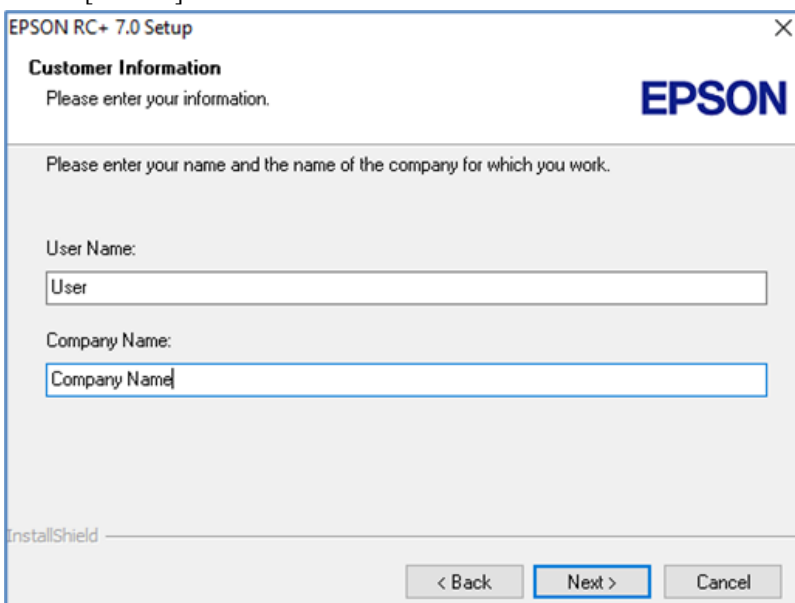 EPSON RC+ 7.0 Setup
Customer Information
Please enter your information.
EPSON
Please enter your name and the name of the company for which you work.
User Name:
User
Company Name:
Company Name
InstallShield
< Back Next > Cancel